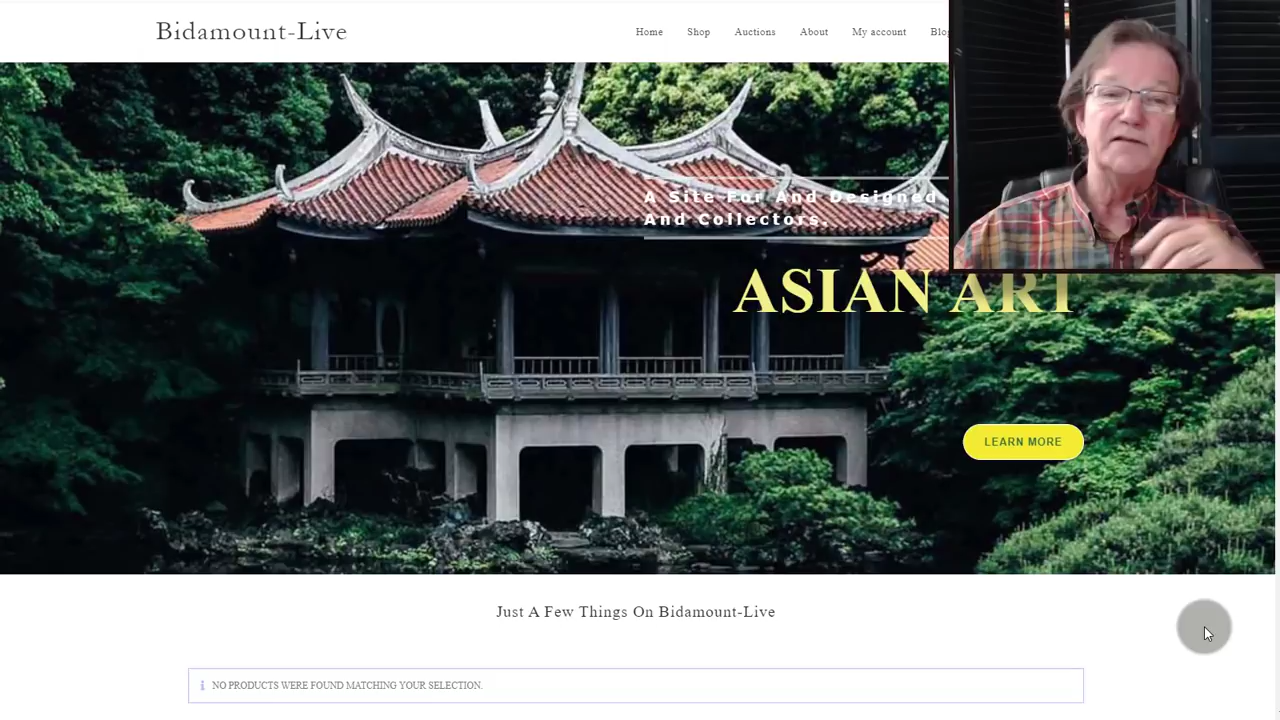 Bidamount-Live
Home Shop Auctions About My account Blog
A Site For And Designed
And Collectors.
ASIAN ART
LEARN MORE
Just A Few Things On Bidamount-Live
NO PRODUCTS WERE FOUND MATCHING YOUR SELECTION.